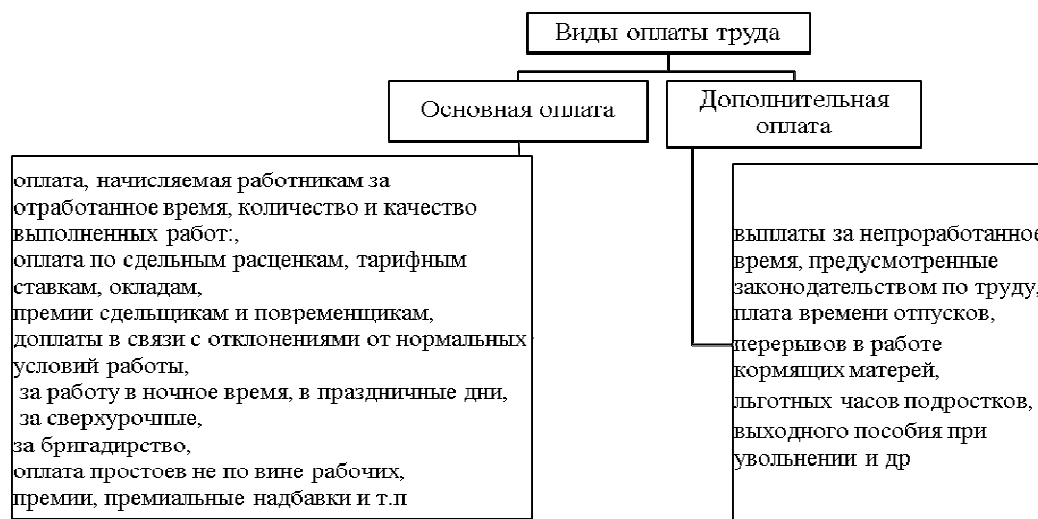 Виды оплаты труда
Основная оплата
Дополнительная
оплата
оплата, начисляемая работникам за
отработанное время, количество и качество
выполненных работ:,
оплата по сдельным расценкам, тарифным
ставкам, окладам,
премии сдельщикам и повременщикам,
доплаты в связи с отклонениями от нормальных
условий работы,
за работу в ночное время, в праздничные дни,
за сверхурочные,
за бригадирство,
оплата простоев не по вине рабочих,
премии, премиальные надбавки и т.п
выплаты за непроработанное
время, предусмотренные
законодательством по труду,
плата времени отпусков,
перерывов в работе
кормящих матерей,
льготных часов подростков,
выходного пособия при
увольнении и др